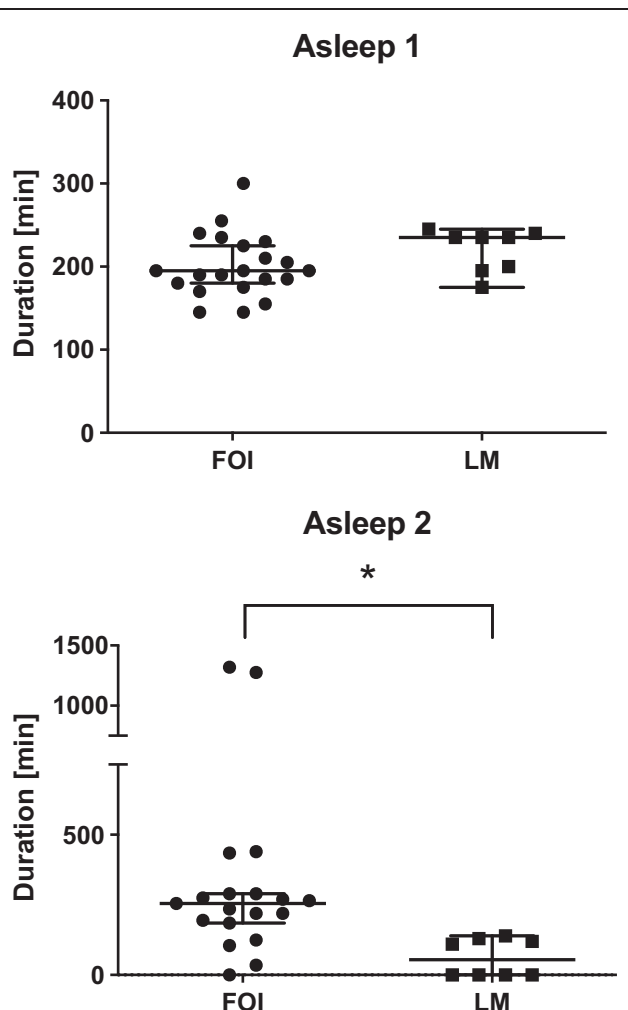 Asleep 1
Duration [min]
400
300
200
100
0
FOI LM
Asleep 2
*
Duration [min]
1500
1000
500
0
FOI LM